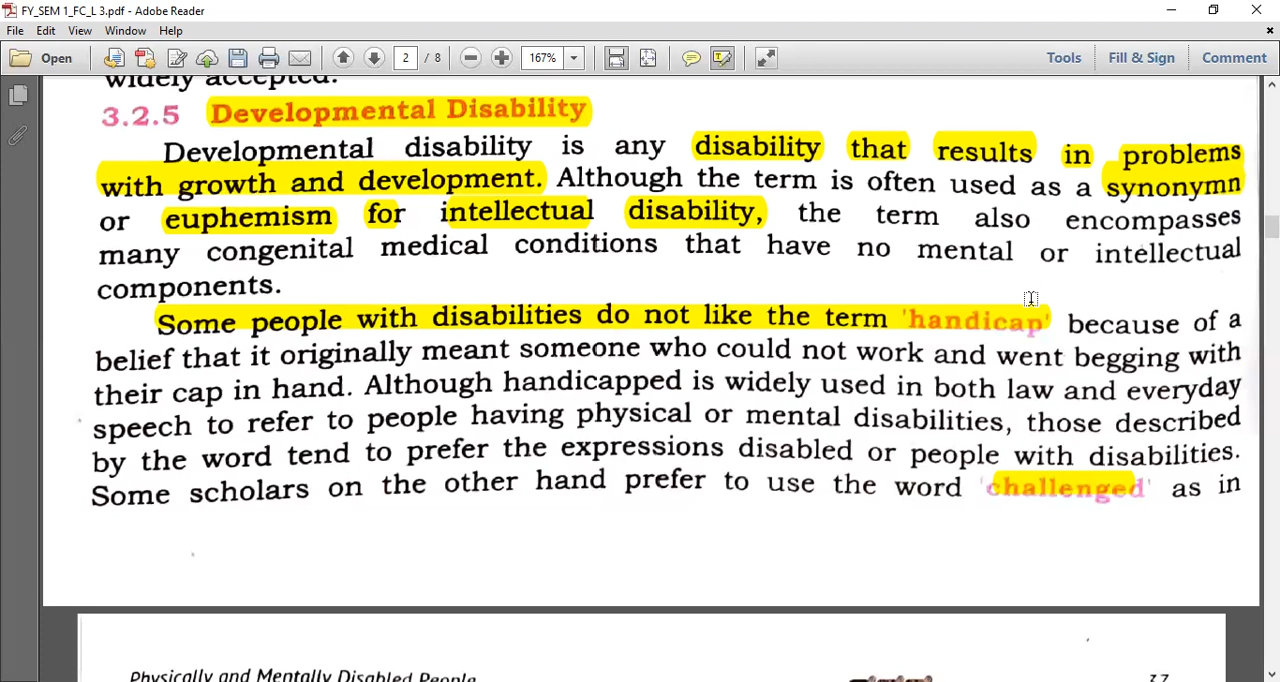 FY_SEM 1_FC_L 3.pdf - Adobe Reader
File Edit View Window Help
Open 2 / 8 167% Tools Fill & Sign Comment
widely accepted.
3.2.5 Developmental Disability
Developmental disability is any disability that results in problems
with growth and development. Although the term is often used as a synonymn
or euphemism for intellectual disability, the term also encompasses
many congenital medical conditions that have no mental or intellectual
components.
Some people with disabilities do not like the term 'handicap' because of a
belief that it originally meant someone who could not work and went begging with
their cap in hand. Although handicapped is widely used in both law and everyday
speech to refer to people having physical or mental disabilities, those described
by the word tend to prefer the expressions disabled or people with disabilities.
Some scholars on the other hand prefer to use the word 'challenged' as in
Physically and Mentally Disabled People 37